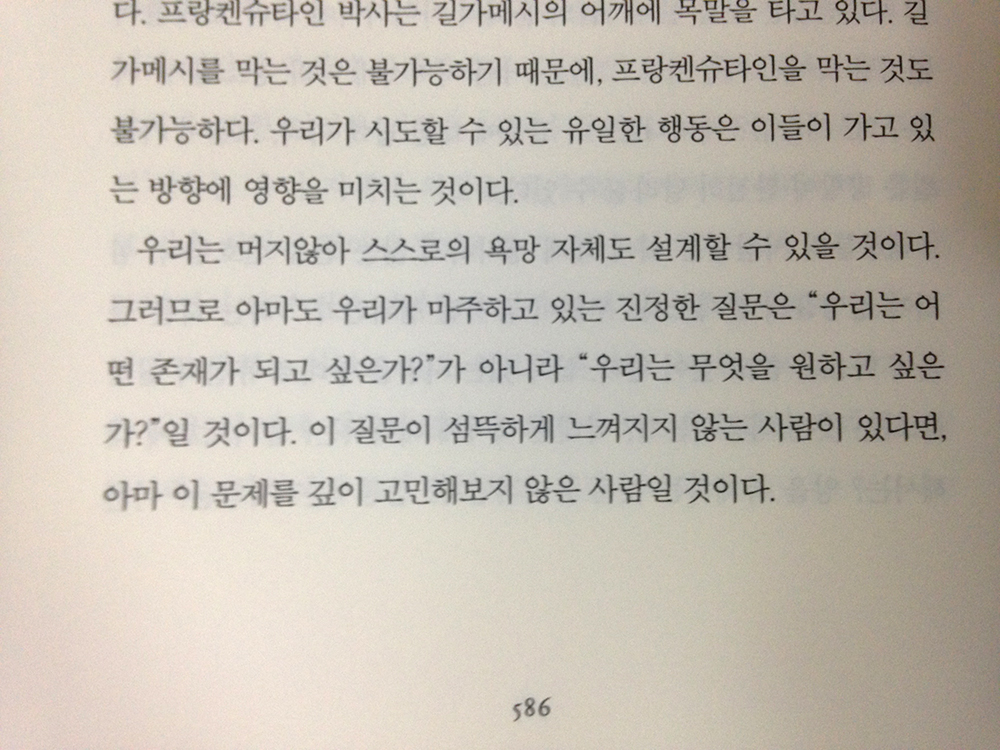 다. 프랑켄슈타인 박사는 길가메시의 어깨에 목말을 타고 있다. 길
가메시를 막는 것은 불가능하기 때문에, 프랑켄슈타인을 막는 것도
불가능하다. 우리가 시도할 수 있는 유일한 행동은 이들이 가고 있
는 방향에 영향을 미치는 것이다.
우리는 머지않아 스스로의 욕망 자체도 설계할 수 있을 것이다.
그러므로 아마도 우리가 마주하고 있는 진정한 질문은 “우리는 어
떤 존재가 되고 싶은가?”가 아니라 “우리는 무엇을 원하고 싶은
가?”일 것이다. 이 질문이 섬뜩하게 느껴지지 않는 사람이 있다면,
아마 이 문제를 깊이 고민해보지 않은 사람일 것이다.
586